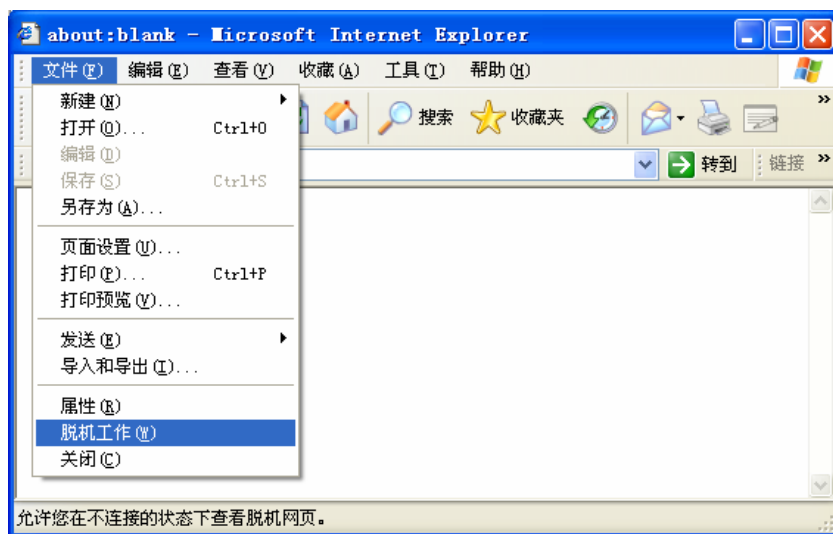 about:blank - Microsoft Internet Explorer
文件(F) 编辑(E) 查看(V) 收藏(A) 工具(T) 帮助(H)
新建(N)
打开(O)... Ctrl+O
编辑(D)
保存(S) Ctrl+S
另存为(A)...
页面设置(U)...
打印(P)... Ctrl+P
打印预览(V)...
发送(E)
导入和导出(I)...
属性(R)
脱机工作(W)
关闭(C)
搜索 收藏夹
转到 链接
允许您在不连接的状态下查看脱机网页。